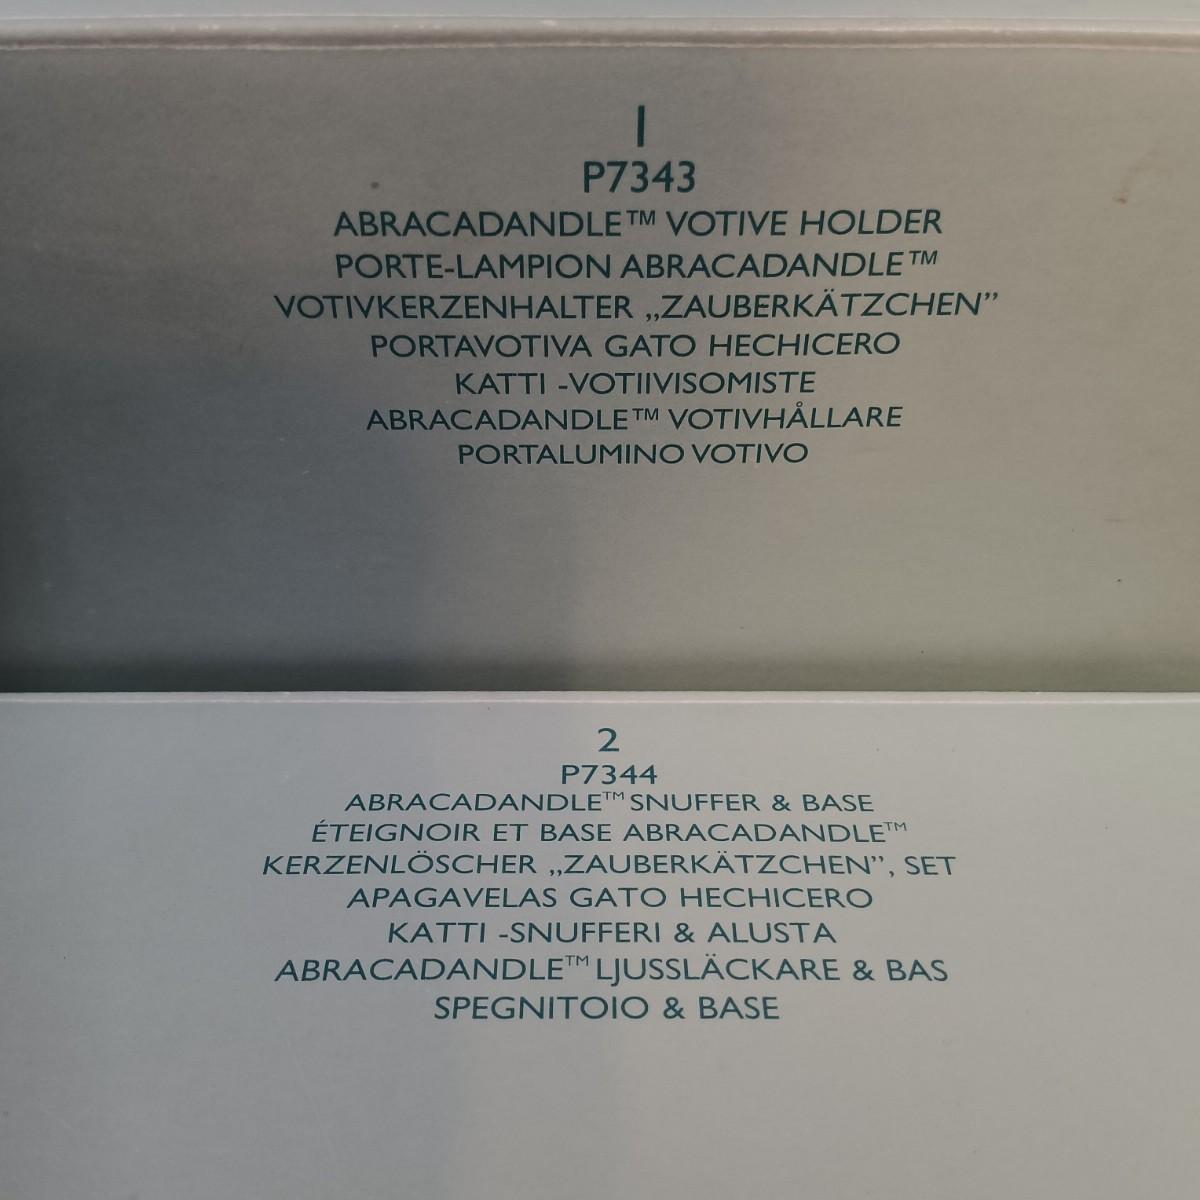 1
P7343
ABRACADANDLE™ VOTIVE HOLDER
PORTE-LAMPION ABRACADANDLE™
VOTIVKERZENHALTER „ZAUBERKÄTZCHEN”
PORTAVOTIVA GATO HECHICERO
KATTI -VOTIIVISOMISTE
ABRACADANDLE™ VOTIVHÅLLARE
PORTALUMINO VOTIVO
2
P7344
ABRACADANDLE™ SNUFFER & BASE
ÉTEIGNOIR ET BASE ABRACADANDLE™
KERZENLÖSCHER „ZAUBERKÄTZCHEN”, SET
APAGAVELAS GATO HECHICERO
KATTI -SNUFFERI & ALUSTA
ABRACADANDLE™ LJUSSLÄCKARE & BAS
SPEGNITOIO & BASE